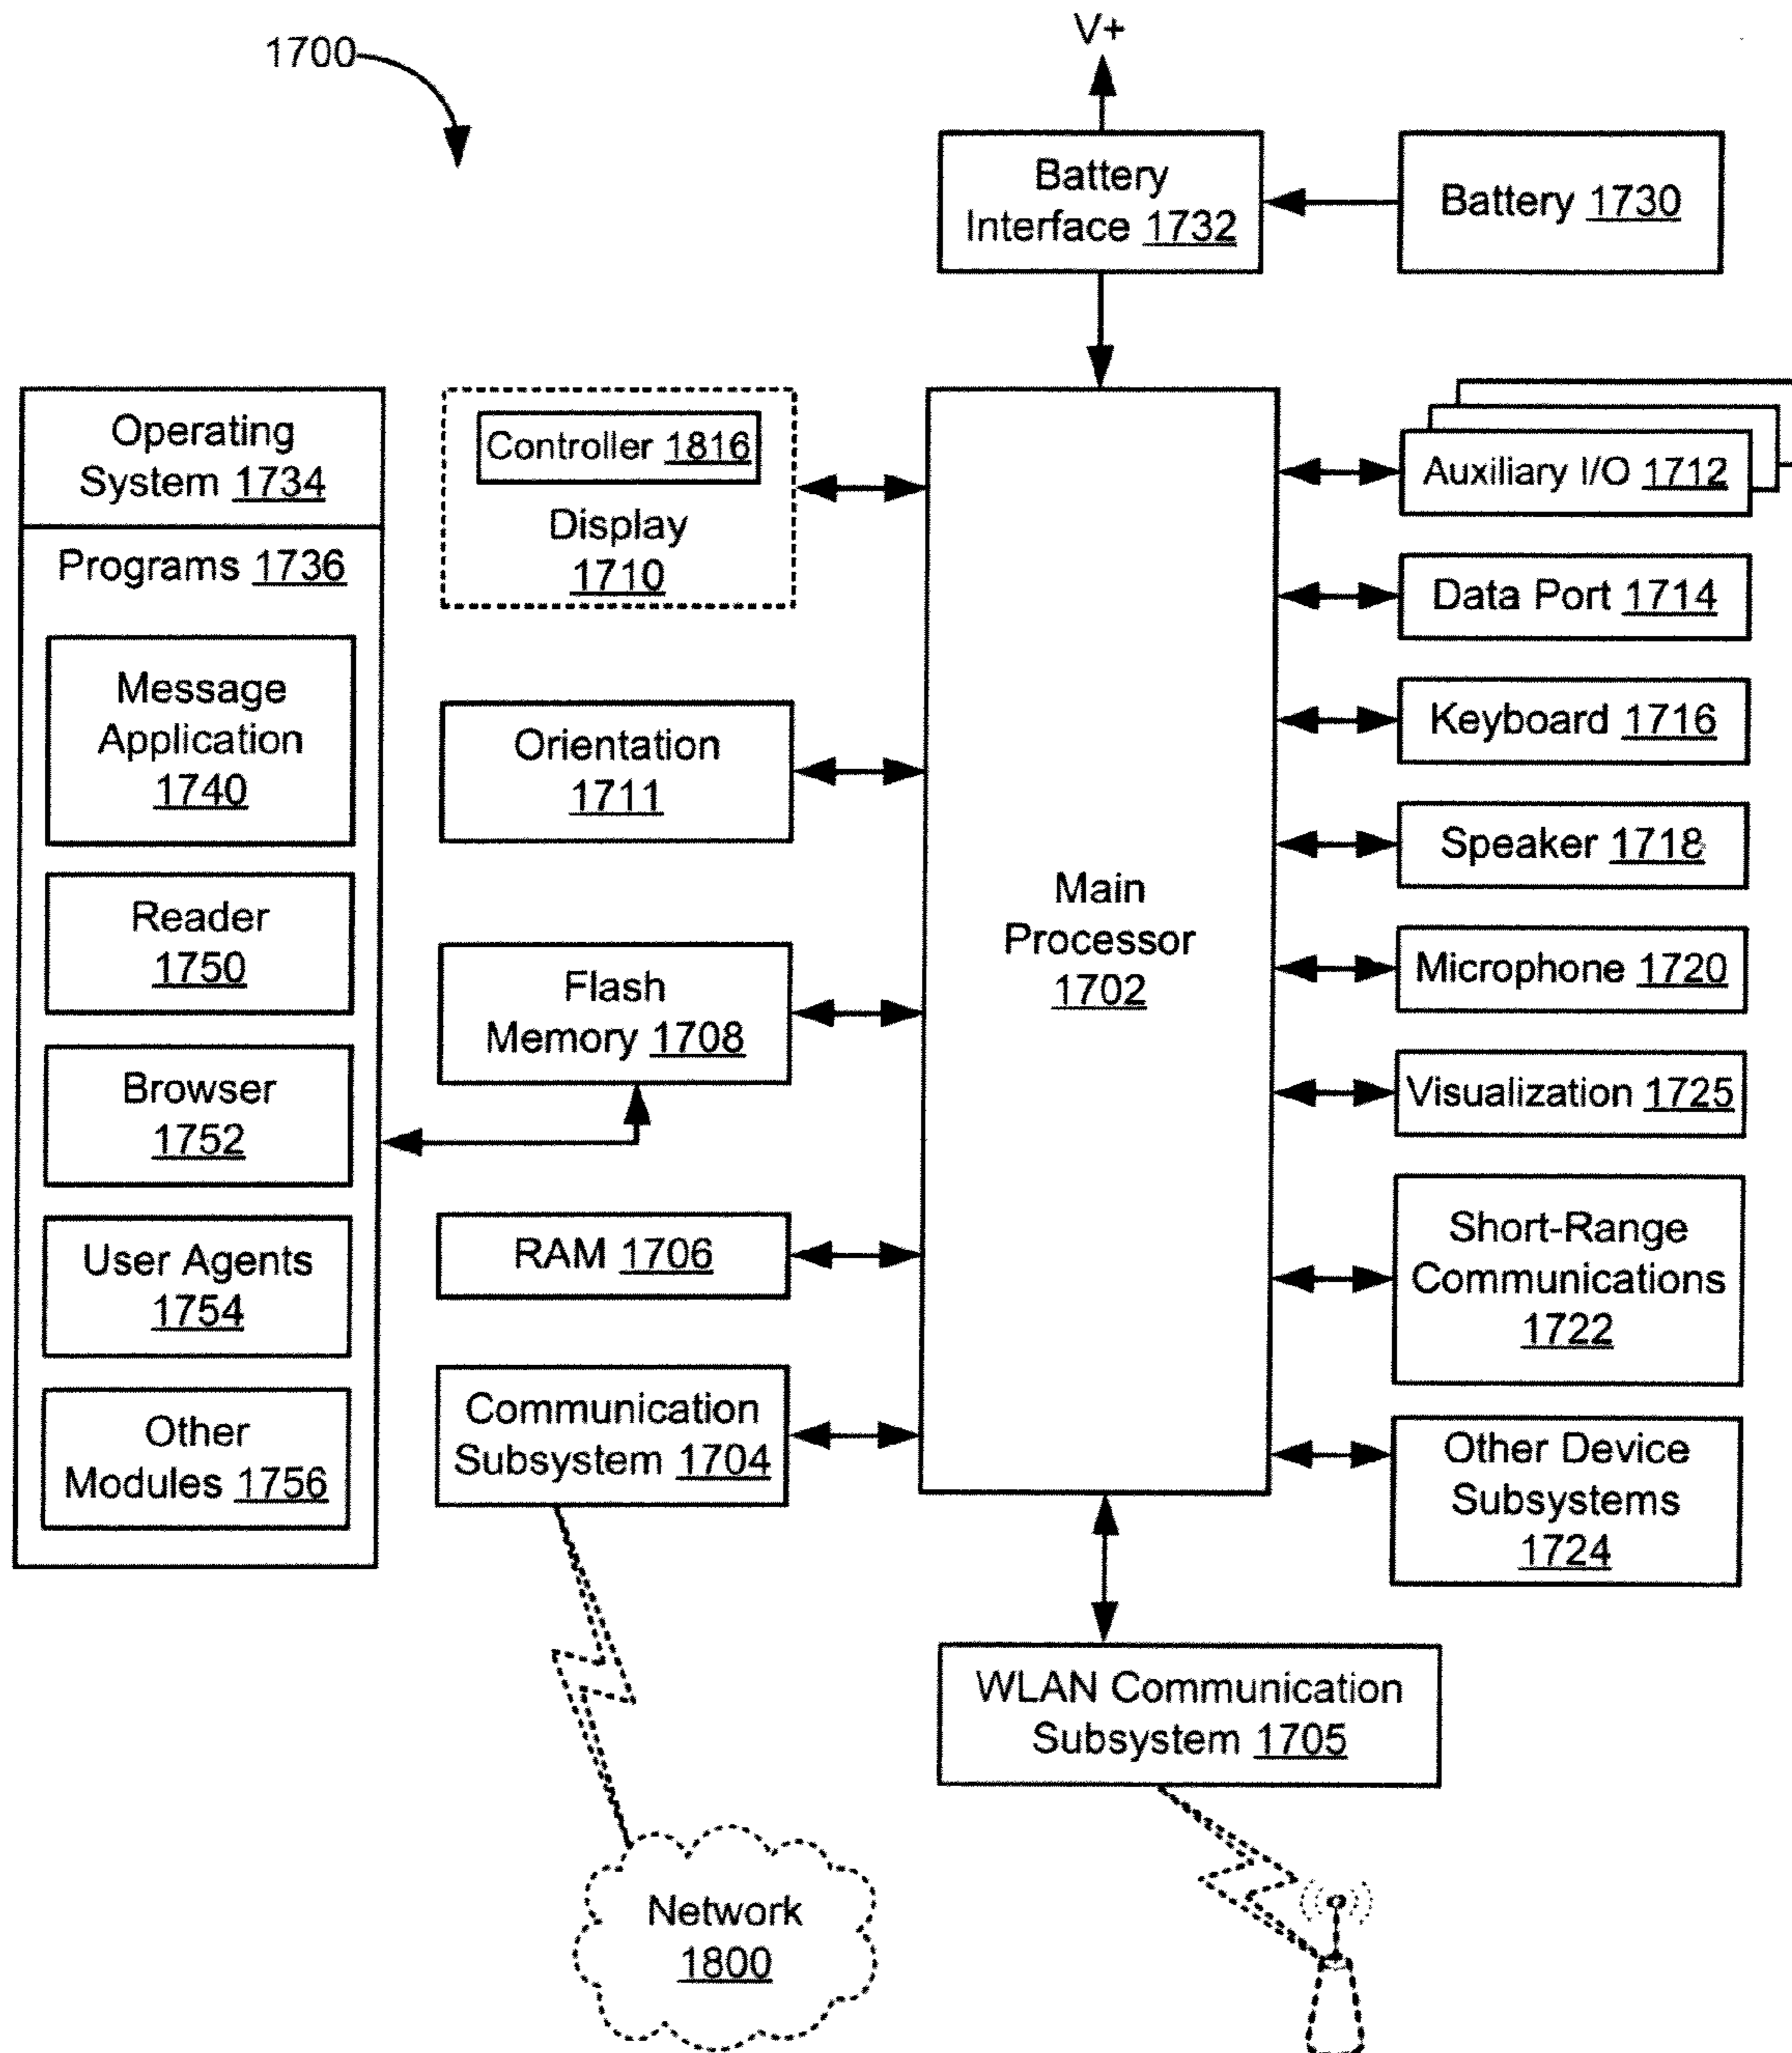 1700
V+
Battery
Interface 1732
Battery 1730
Operating
System 1734
Programs 1736
Message
Application
1740
Reader
1750
Browser
1752
User Agents
1754
Other
Modules 1756
Controller 1816
Display
1710
Orientation
1711
Flash
Memory 1708
RAM 1706
Communication
Subsystem 1704
Main
Processor
1702
Auxiliary I/O 1712
Data Port 1714
Keyboard 1716
Speaker 1718
Microphone 1720
Visualization 1725
Short-Range
Communications
1722
Other Device
Subsystems
1724
WLAN Communication
Subsystem 1705
Network
1800